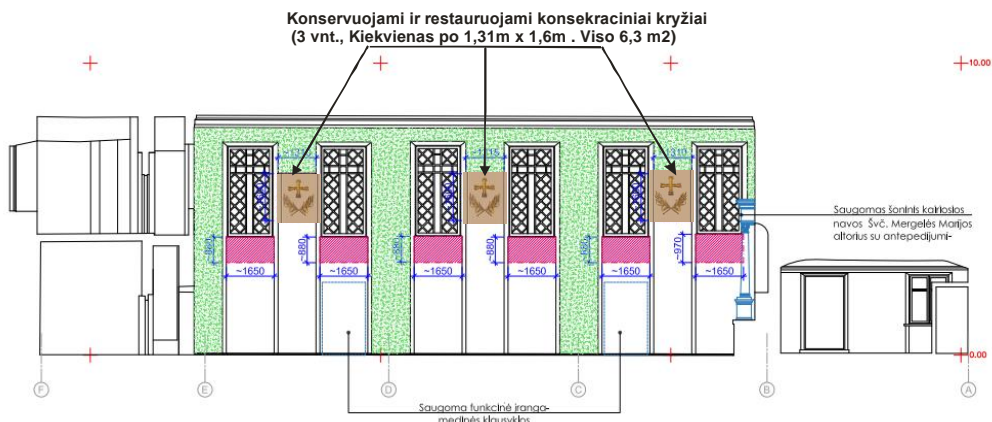 Konservuojami ir restauruojami konsekraciniai kryžiai
(3 vnt., Kiekvienas po 1,31m x 1,6m . Viso 6,3 m2)
10.00
~1315
Saugomas šoninis kairiosios
navos Švč. Mergelės Marijos
altorius su antepedijumi-
~880
~880
~880
~880
~880
~970
~1650
~1650
~1650
~1650
~1650
~1650
0.00
F
E
D
C
B
A
Saugoma funkcinė įranga-
medinės klausyklos